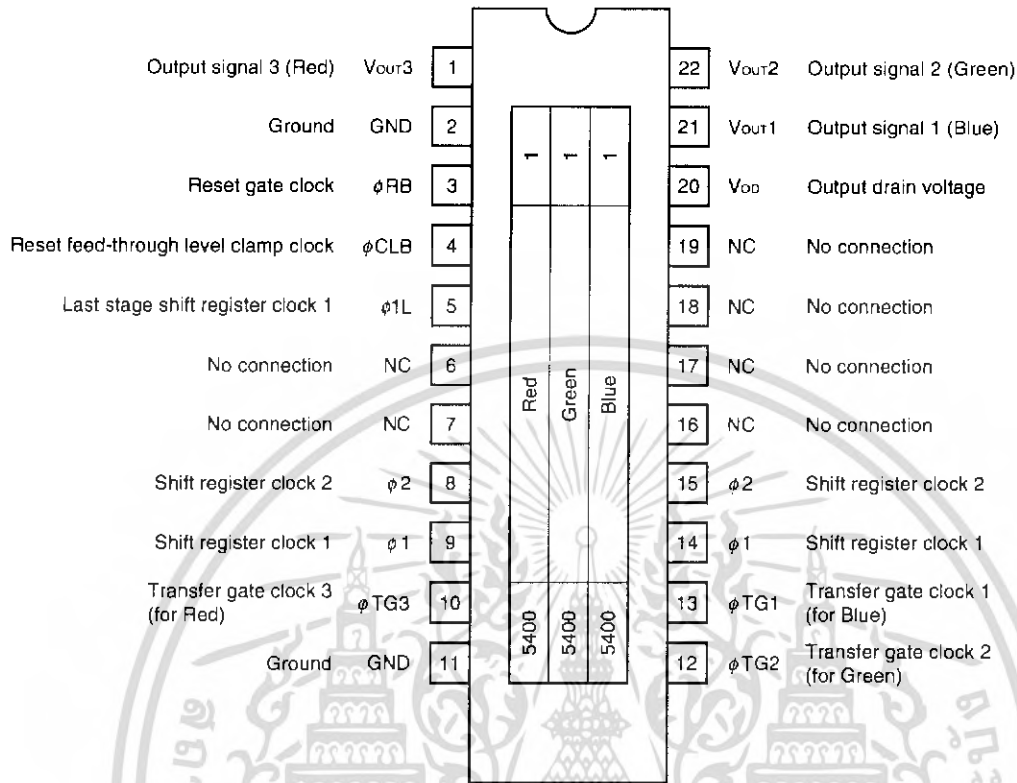 Output signal 3 (Red) VOUT3 1
Ground GND 2
Reset gate clock ϕRB 3
Reset feed-through level clamp clock ϕCLB 4
Last stage shift register clock 1 ϕ1L 5
No connection NC 6
No connection NC 7
Shift register clock 2 ϕ2 8
Shift register clock 1 ϕ1 9
Transfer gate clock 3
(for Red) ϕTG3 10
Ground GND 11
1 1 1
Red Green Blue
5400 5400 5400
22 VOUT2 Output signal 2 (Green)
21 VOUT1 Output signal 1 (Blue)
20 VOD Output drain voltage
19 NC No connection
18 NC No connection
17 NC No connection
16 NC No connection
15 ϕ2 Shift register clock 2
14 ϕ1 Shift register clock 1
13 ϕTG1 Transfer gate clock 1
(for Blue)
12 ϕTG2 Transfer gate clock 2
(for Green)